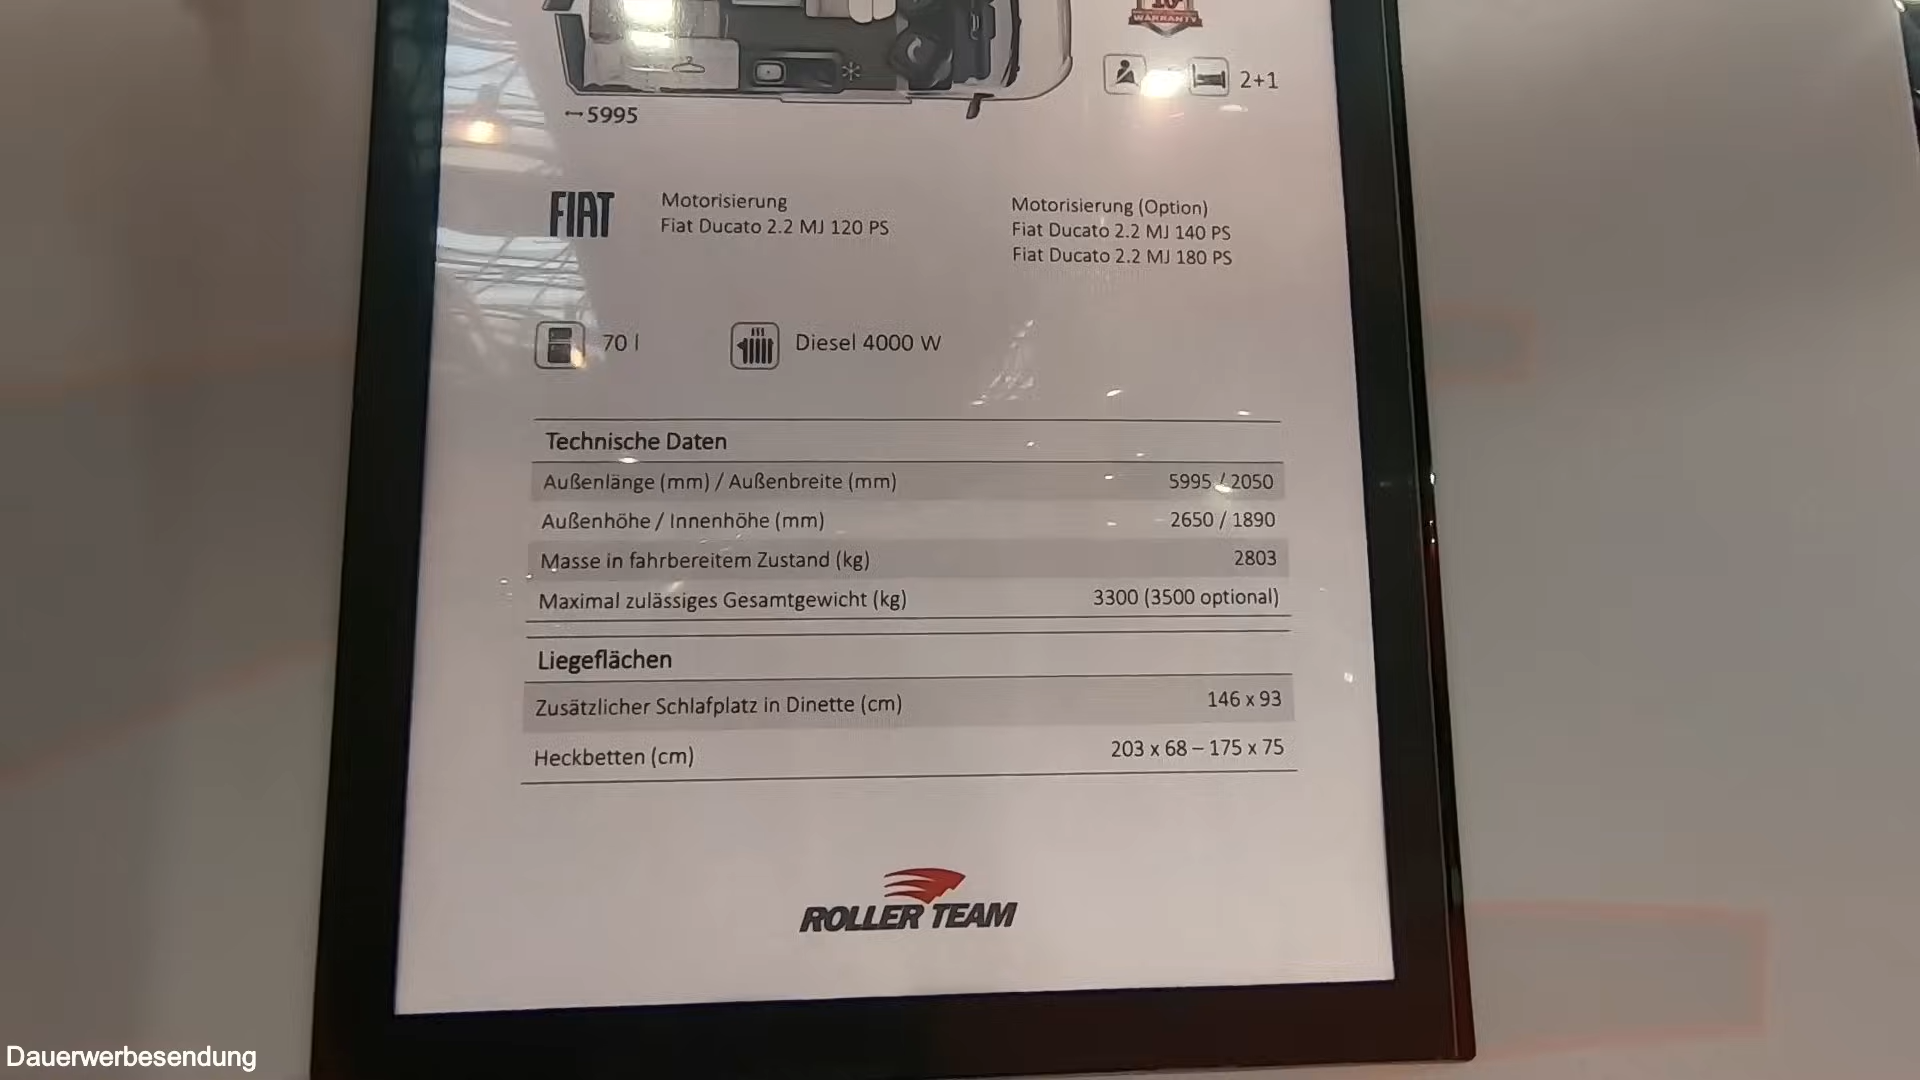 10
WARRANTY
2+1
5995
FIAT
Motorisierung
Fiat Ducato 2.2 MJ 120 PS
Motorisierung (Option)
Fiat Ducato 2.2 MJ 140 PS
Fiat Ducato 2.2 MJ 180 PS
70 l
Diesel 4000 W
Technische Daten
Außenlänge (mm) / Außenbreite (mm) 5995 / 2050
Außenhöhe / Innenhöhe (mm) 2650 / 1890
Masse in fahrbereitem Zustand (kg) 2803
Maximal zulässiges Gesamtgewicht (kg) 3300 (3500 optional)
Liegeflächen
Zusätzlicher Schlafplatz in Dinette (cm) 146 x 93
Heckbetten (cm) 203 x 68 – 175 x 75
ROLLER TEAM
Dauerwerbesendung